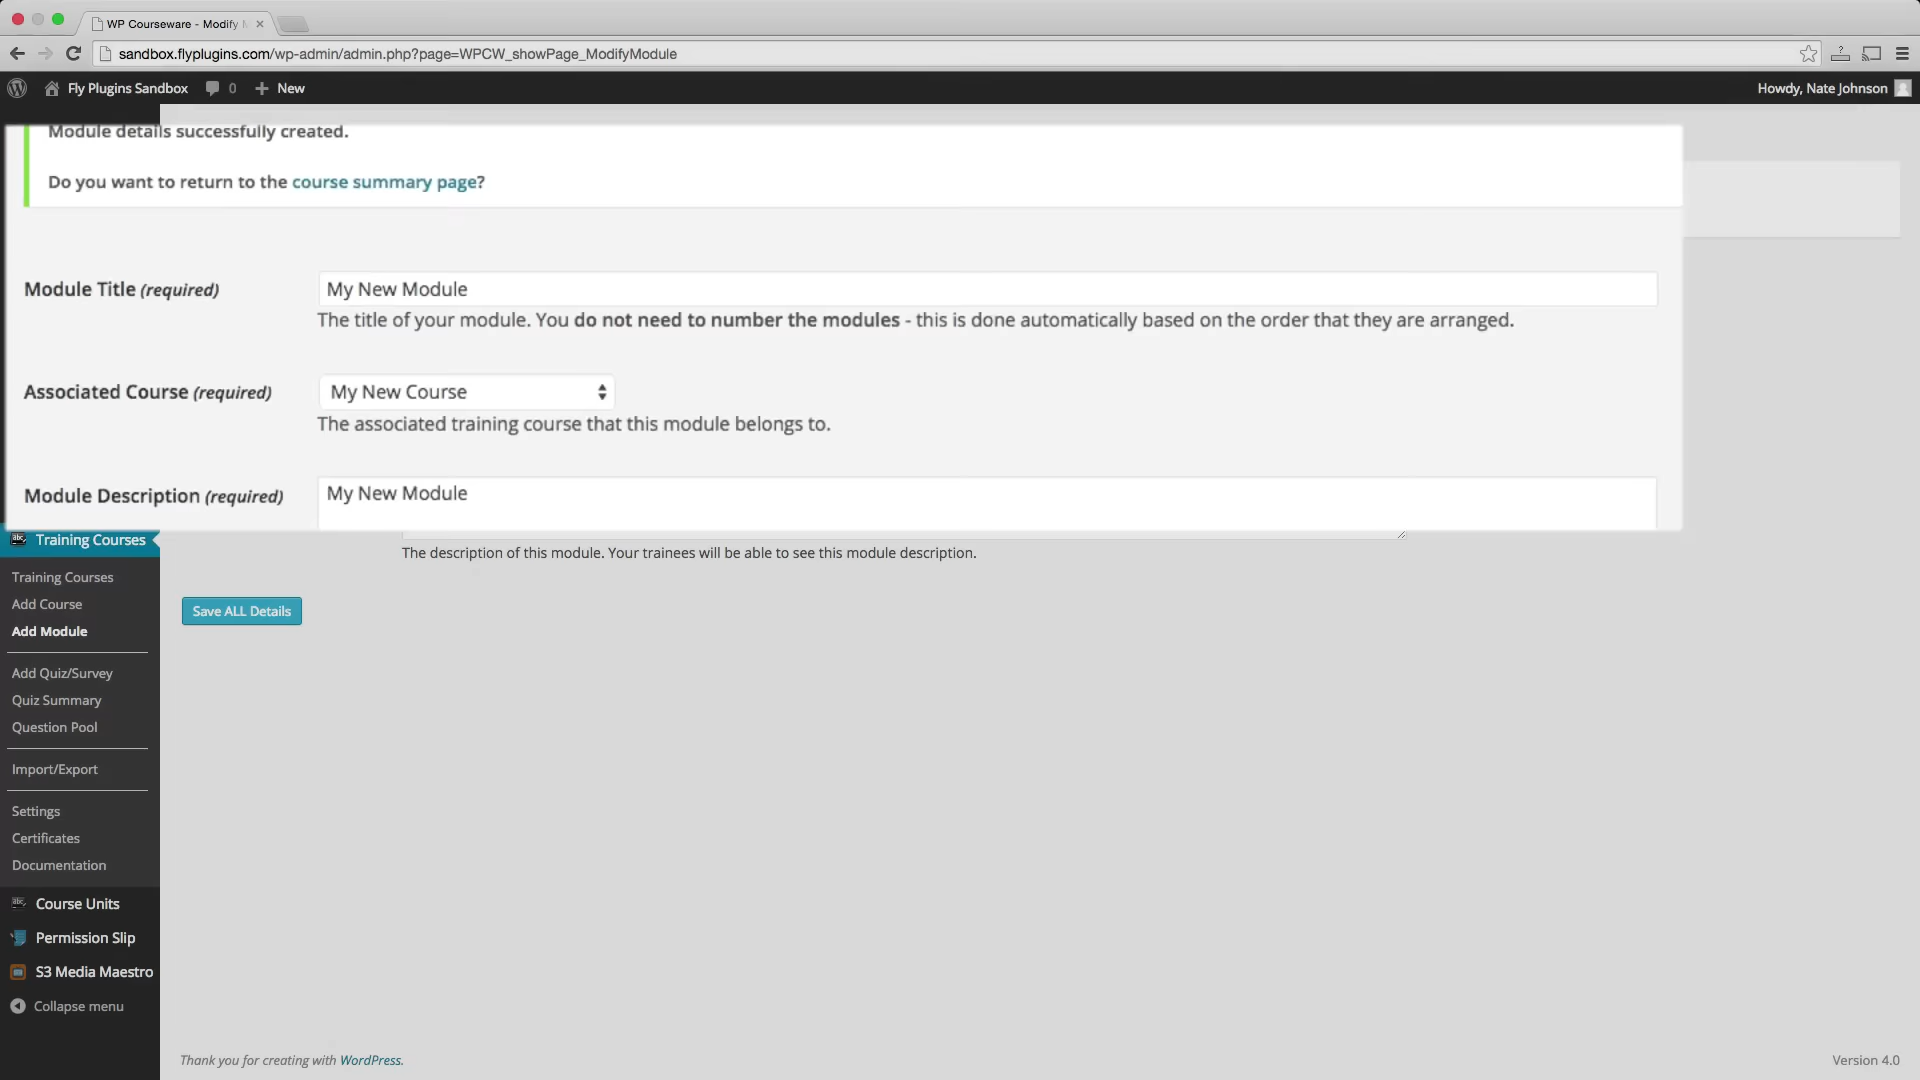 WP Courseware - Modify M
sandbox.flyplugins.com/wp-admin/admin.php?page=WPCW_showPage_ModifyModule
Fly Plugins Sandbox 0 + New Howdy, Nate Johnson
Module details successfully created.
Do you want to return to the course summary page?
Module Title (required) My New Module
The title of your module. You do not need to number the modules - this is done automatically based on the order that they are arranged.
Associated Course (required) My New Course
The associated training course that this module belongs to.
Module Description (required) My New Module
The description of this module. Your trainees will be able to see this module description.
Save ALL Details
Training Courses
Training Courses
Add Course
Add Module
Add Quiz/Survey
Quiz Summary
Question Pool
Import/Export
Settings
Certificates
Documentation
Course Units
Permission Slip
S3 Media Maestro
Collapse menu
Thank you for creating with WordPress. Version 4.0